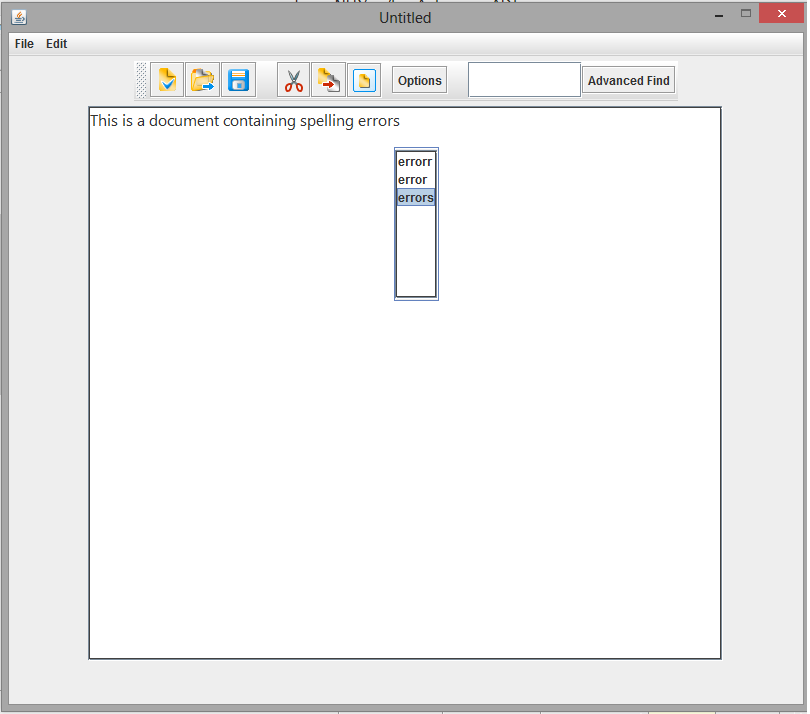 Untitled
File Edit
Options Advanced Find
This is a document containing spelling errors
errorr
error
errors